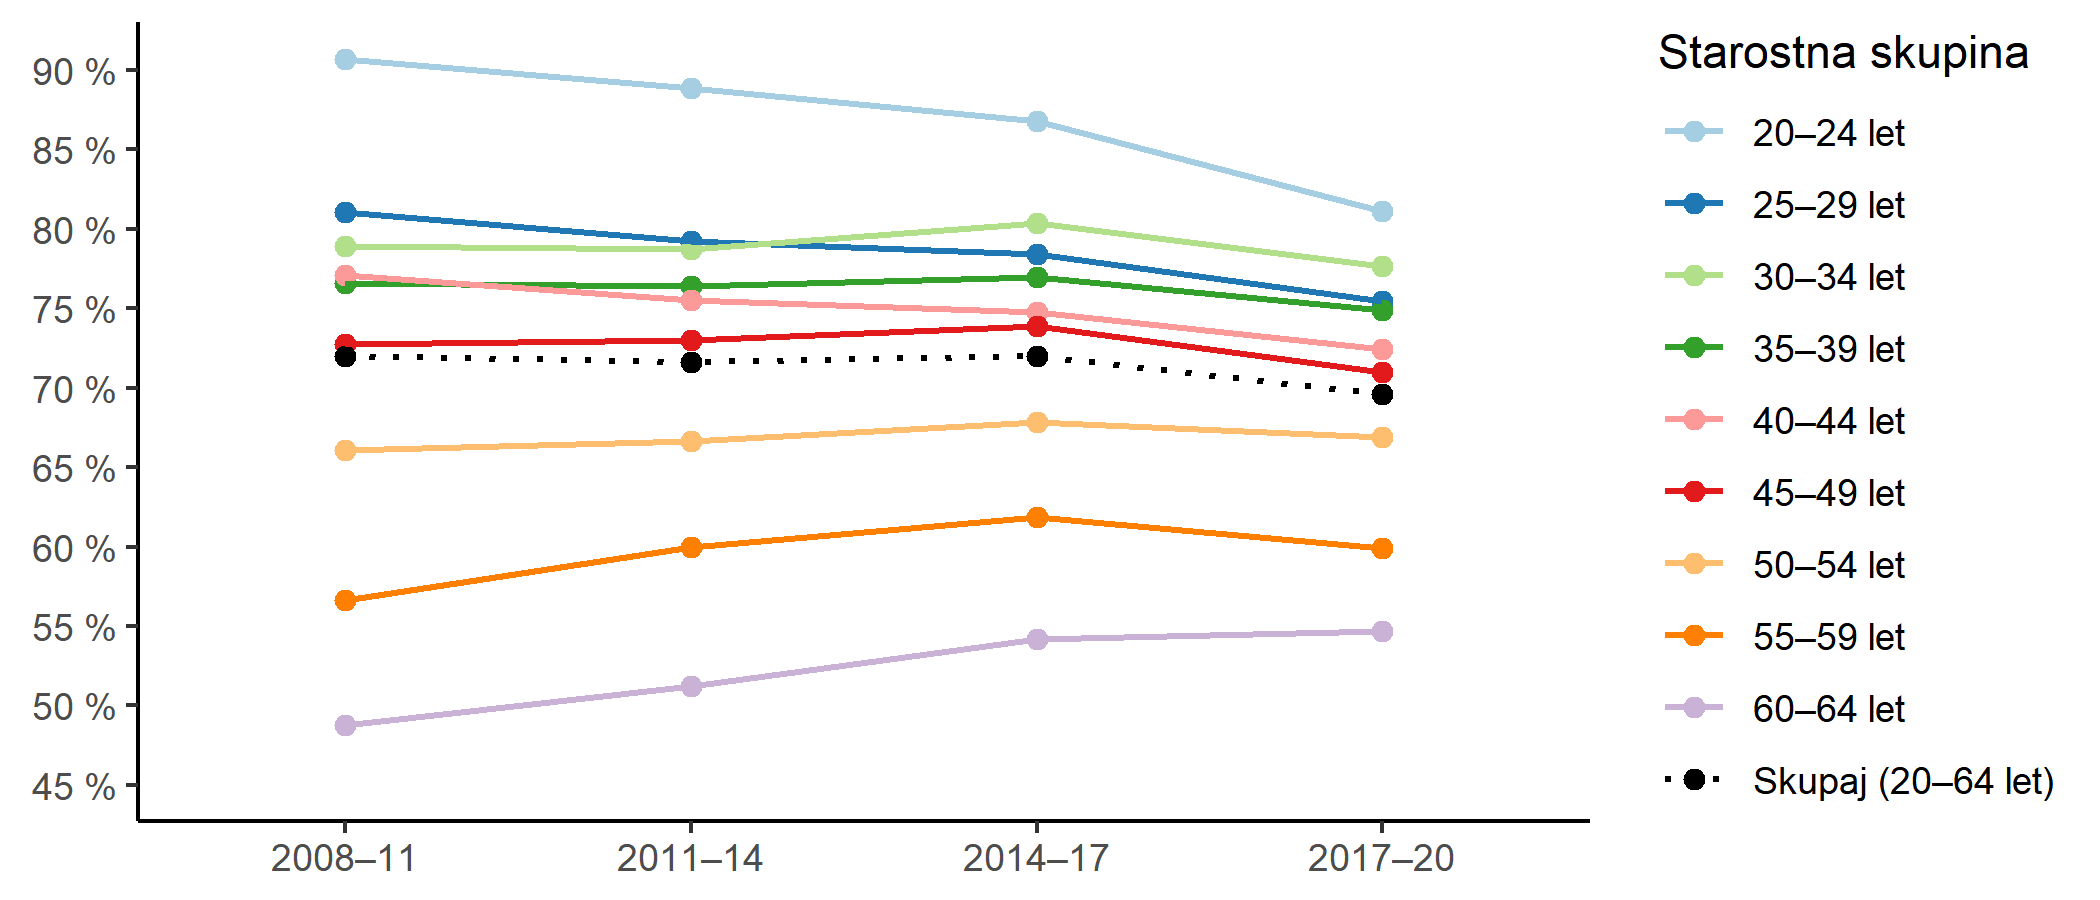 90 %
85 %
80 %
75 %
70 %
65 %
60 %
55 %
50 %
45 %
2008–11
2011–14
2014–17
2017–20
Starostna skupina
20–24 let
25–29 let
30–34 let
35–39 let
40–44 let
45–49 let
50–54 let
55–59 let
60–64 let
Skupaj (20–64 let)